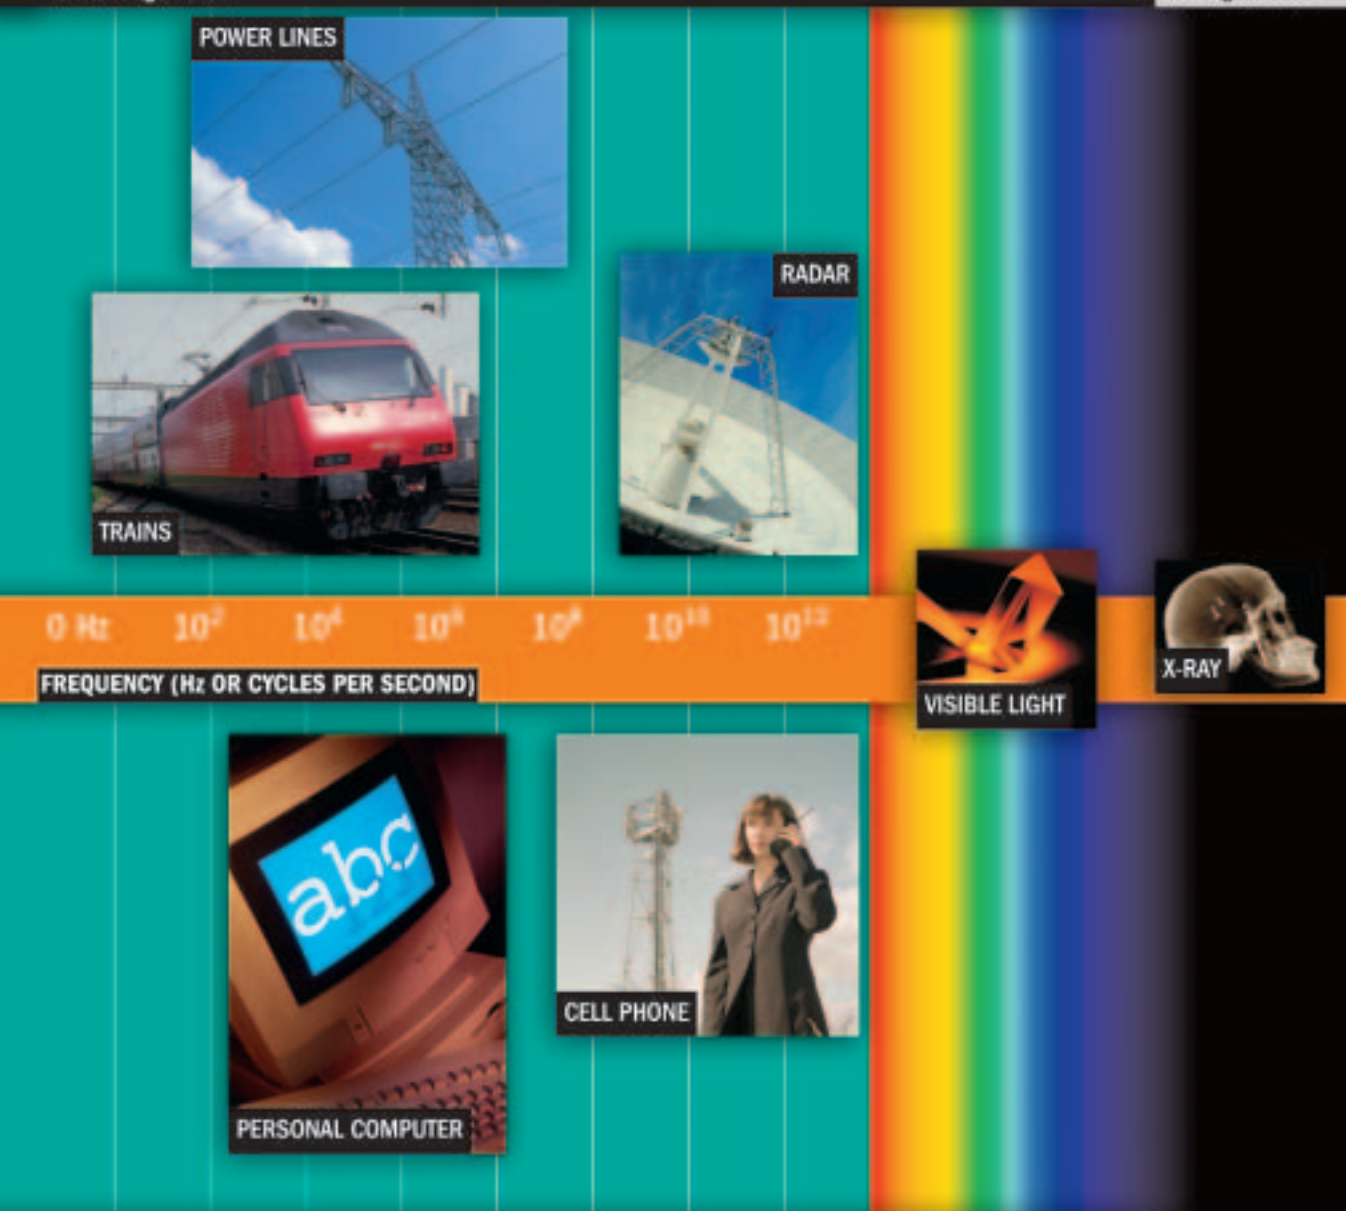 POWER LINES
RADAR
TRAINS
0 Hz 10² 10⁴ 10⁶ 10⁸ 10¹⁰ 10¹²
FREQUENCY (Hz OR CYCLES PER SECOND)
VISIBLE LIGHT
X-RAY
abc
CELL PHONE
PERSONAL COMPUTER